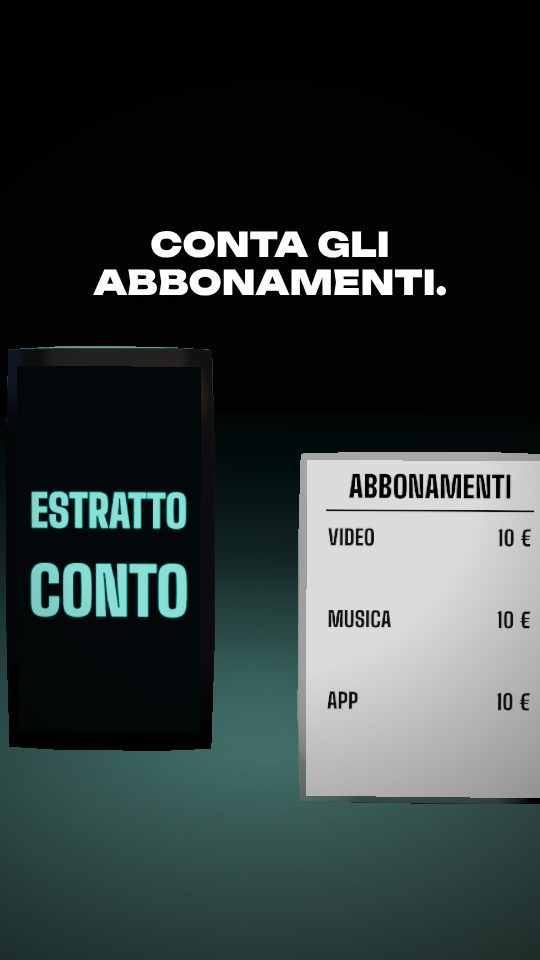 CONTA GLI
ABBONAMENTI.
ESTRATTO
CONTO
ABBONAMENTI
VIDEO 10 €
MUSICA 10 €
APP 10 €